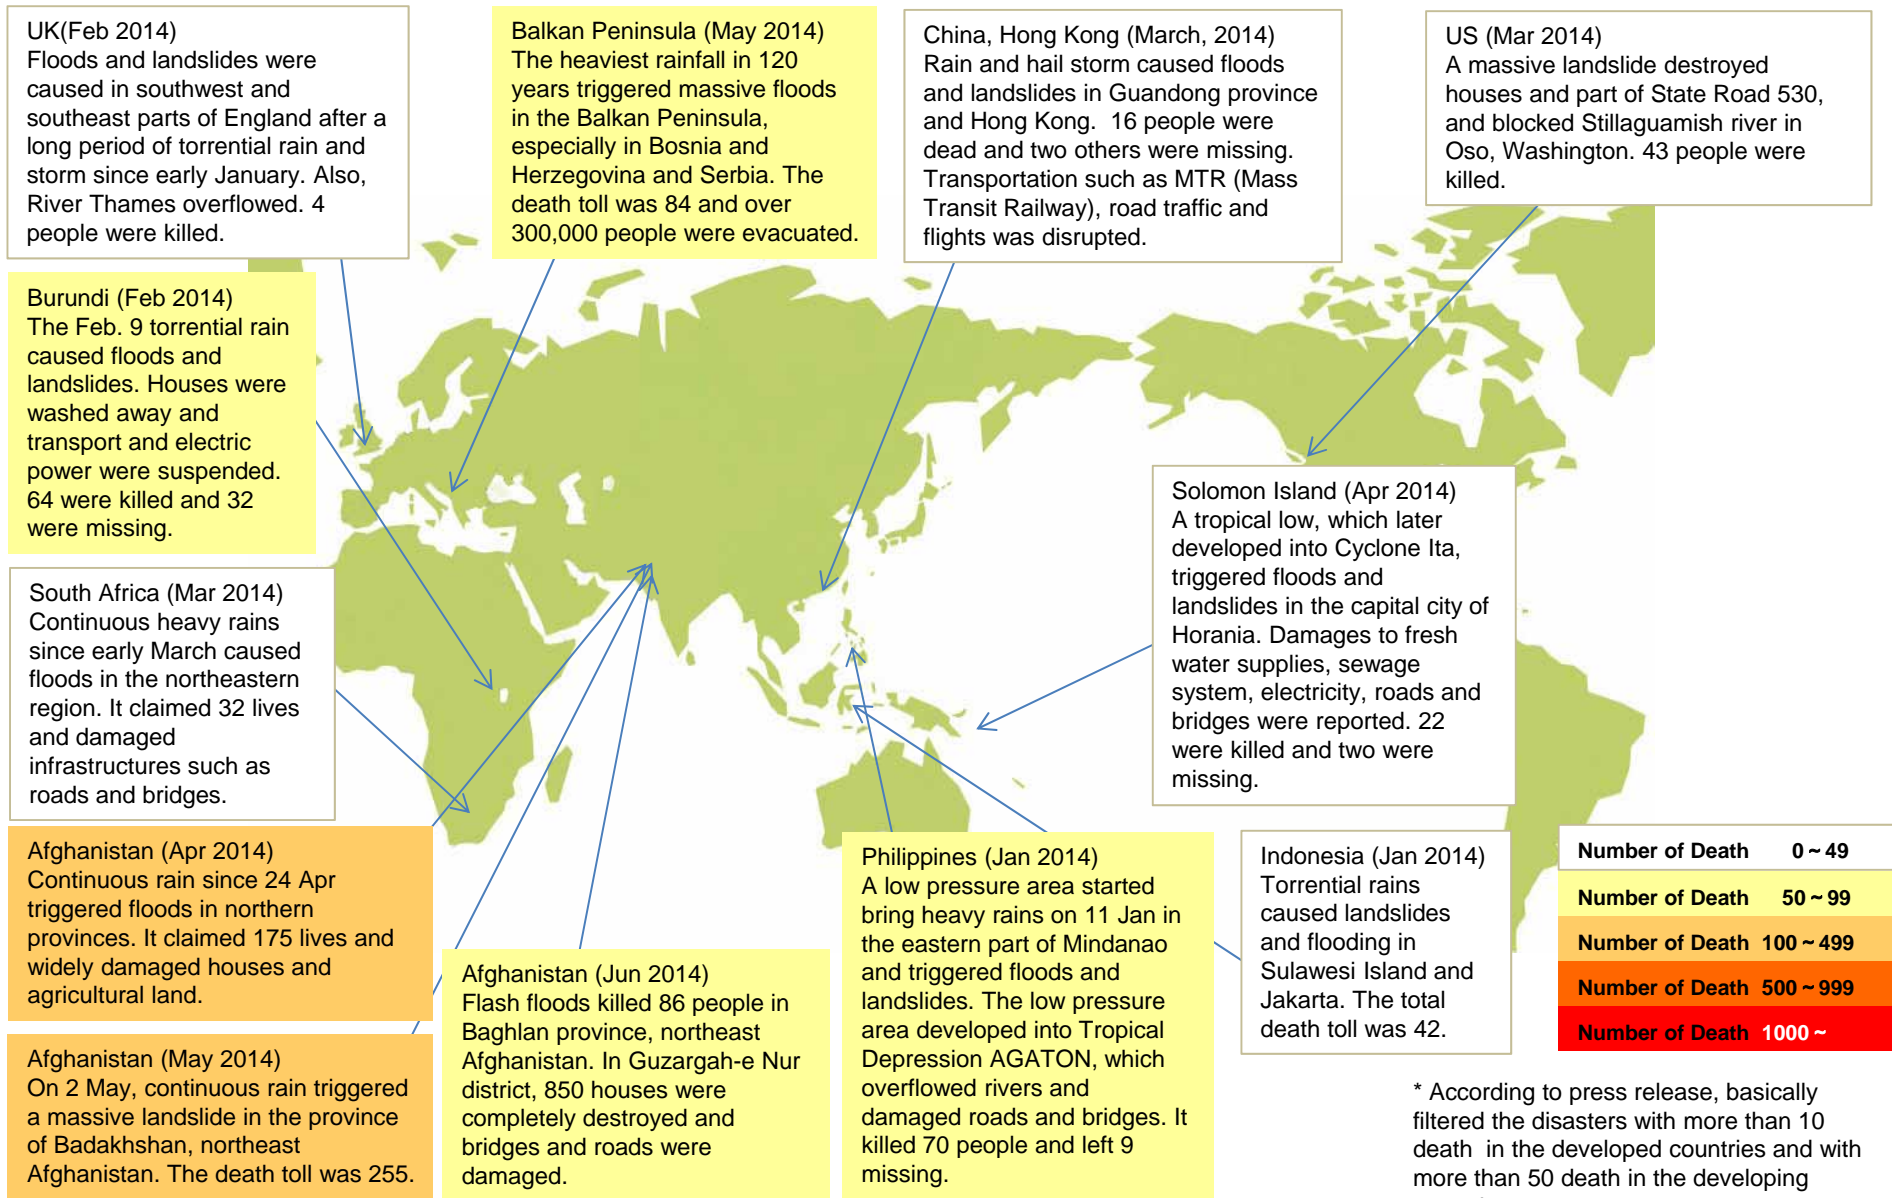 UK(Feb 2014)
Floods and landslides were
caused in southwest and
southeast parts of England after a
long period of torrential rain and
storm since early January. Also,
River Thames overflowed. 4
people were killed.
Balkan Peninsula (May 2014)
The heaviest rainfall in 120
years triggered massive floods
in the Balkan Peninsula,
especially in Bosnia and
Herzegovina and Serbia. The
death toll was 84 and over
300,000 people were evacuated.
China, Hong Kong (March, 2014)
Rain and hail storm caused floods
and landslides in Guandong province
and Hong Kong.  16 people were
dead and two others were missing.
Transportation such as MTR (Mass
Transit Railway), road traffic and
flights was disrupted.
US (Mar 2014)
A massive landslide destroyed
houses and part of State Road 530,
and blocked Stillaguamish river in
Oso, Washington. 43 people were
killed.
Burundi (Feb 2014)
The Feb. 9 torrential rain
caused floods and
landslides. Houses were
washed away and
transport and electric
power were suspended.
64 were killed and 32
were missing.
Solomon Island (Apr 2014)
A tropical low, which later
developed into Cyclone Ita,
triggered floods and
landslides in the capital city of
Horania. Damages to fresh
water supplies, sewage
system, electricity, roads and
bridges were reported. 22
were killed and two were
missing.
South Africa (Mar 2014)
Continuous heavy rains
since early March caused
floods in the northeastern
region. It claimed 32 lives
and damaged
infrastructures such as
roads and bridges.
Afghanistan (Apr 2014)
Continuous rain since 24 Apr
triggered floods in northern
provinces. It claimed 175 lives and
widely damaged houses and
agricultural land.
Afghanistan (May 2014)
On 2 May, continuous rain triggered
a massive landslide in the province
of Badakhshan, northeast
Afghanistan. The death toll was 255.
Afghanistan (Jun 2014)
Flash floods killed 86 people in
Baghlan province, northeast
Afghanistan. In Guzargah-e Nur
district, 850 houses were
completely destroyed and
bridges and roads were
damaged.
Philippines (Jan 2014)
A low pressure area started
bring heavy rains on 11 Jan in
the eastern part of Mindanao
and triggered floods and
landslides. The low pressure
area developed into Tropical
Depression AGATON, which
overflowed rivers and
damaged roads and bridges. It
killed 70 people and left 9
missing.
Indonesia (Jan 2014)
Torrential rains
caused landslides
and flooding in
Sulawesi Island and
Jakarta. The total
death toll was 42.
Number of Death 0~49
Number of Death 50~99
Number of Death 100~499
Number of Death 500~999
Number of Death 1000~
* According to press release, basically
filtered the disasters with more than 10
death  in the developed countries and with
more than 50 death in the developing